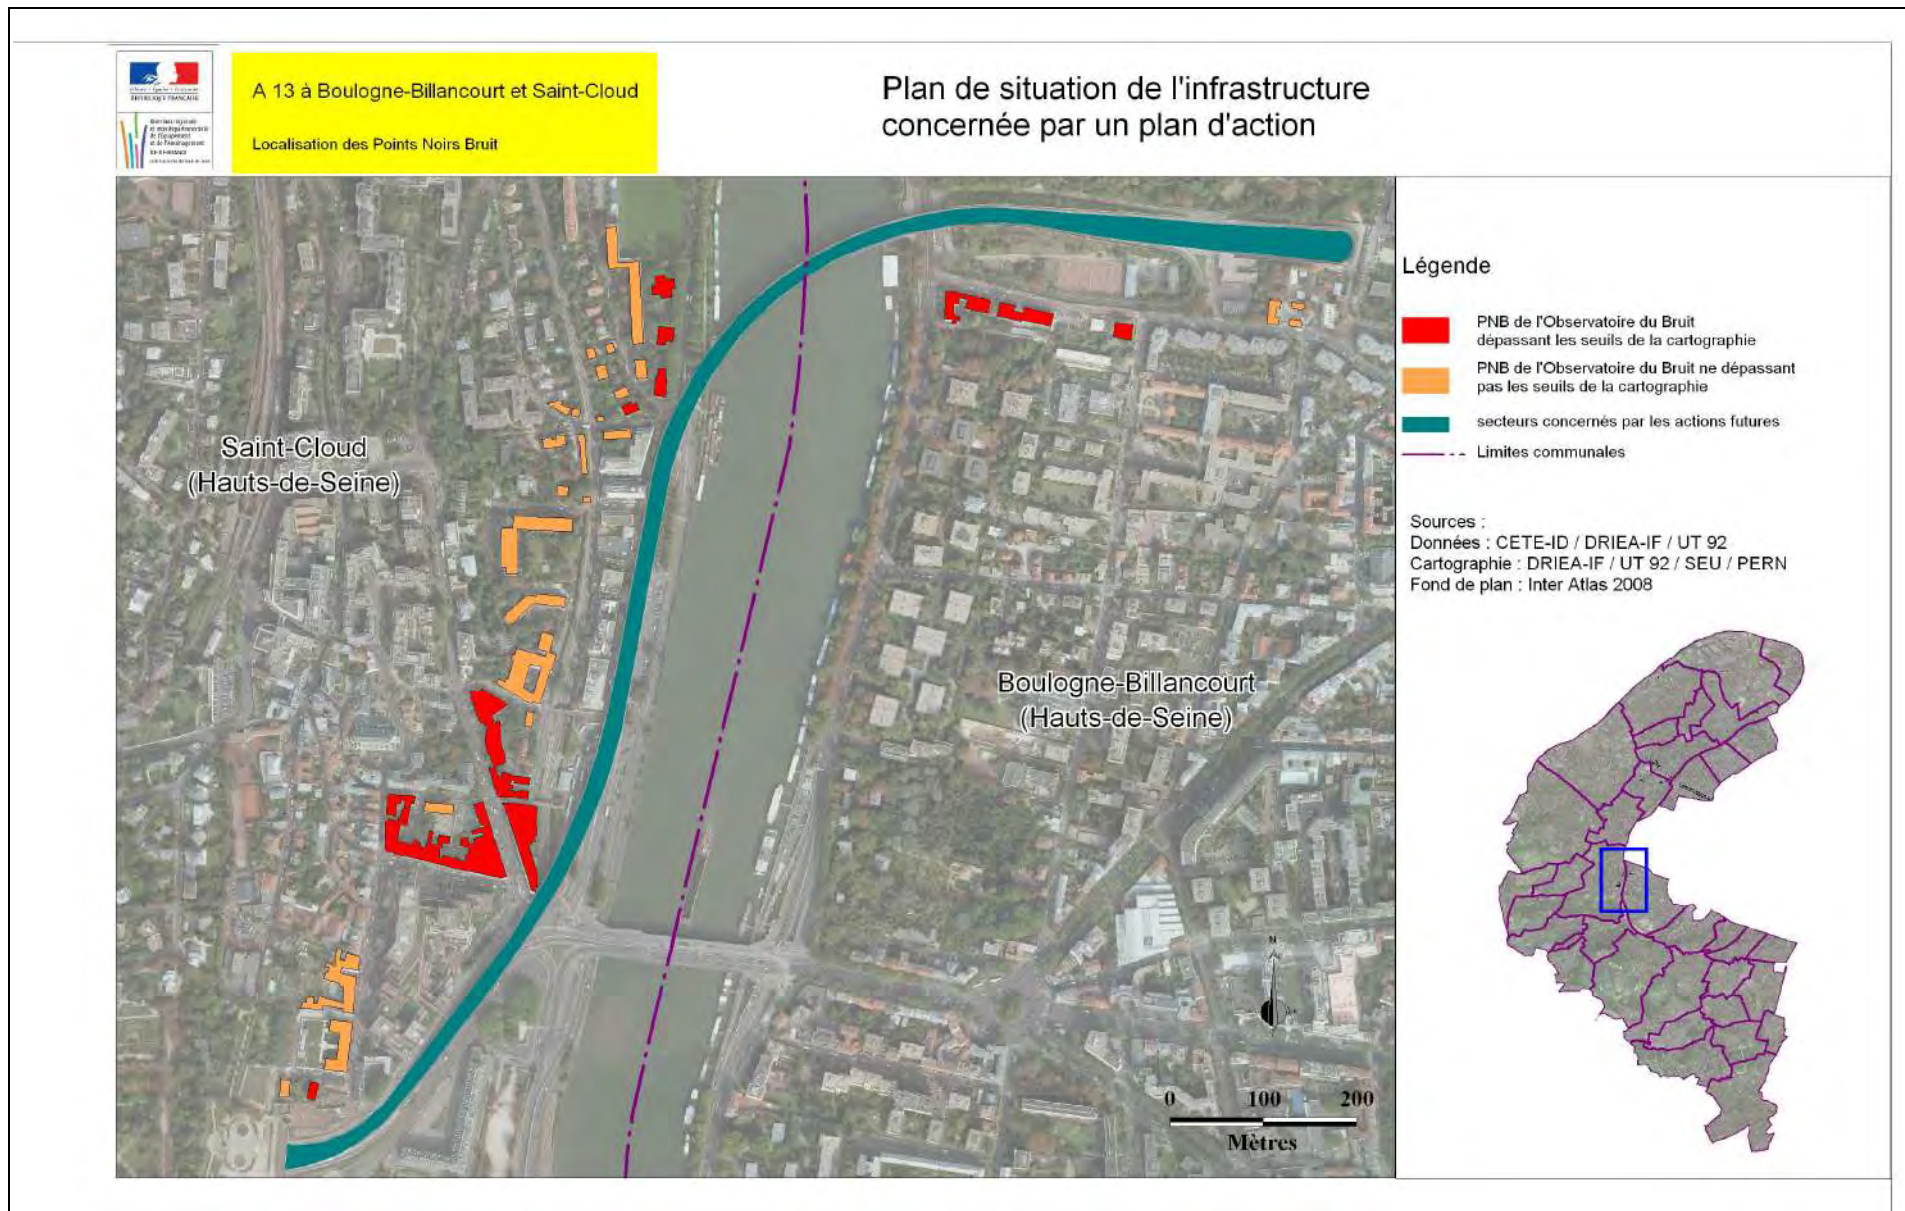 A 13 à Boulogne-Billancourt et Saint-Cloud
Localisation des Points Noirs Bruit
Plan de situation de l'infrastructure
concernée par un plan d'action
RÉPUBLIQUE FRANÇAISE
Saint-Cloud
(Hauts-de-Seine)
Boulogne-Billancourt
(Hauts-de-Seine)
N
0 100 200
Mètres
Légende
PNB de l'Observatoire du Bruit
dépassant les seuils de la cartographie
PNB de l'Observatoire du Bruit ne dépassant
pas les seuils de la cartographie
secteurs concernés par les actions futures
Limites communales
Sources :
Données : CETE-ID / DRIEA-IF / UT 92
Cartographie : DRIEA-IF / UT 92 / SEU / PERN
Fond de plan : Inter Atlas 2008